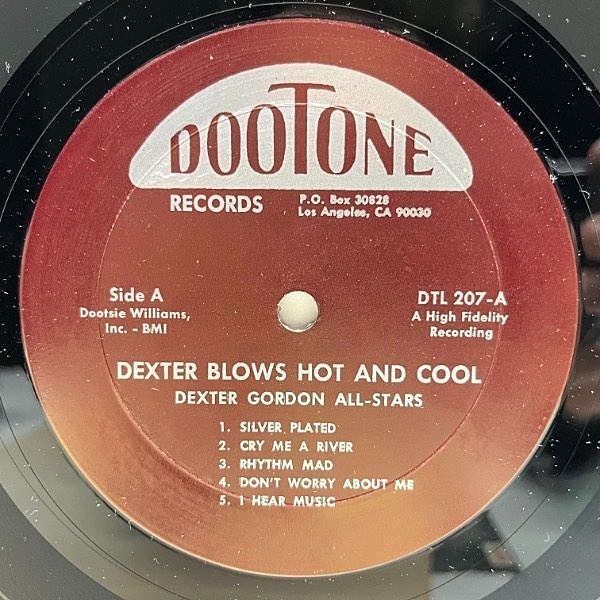 DOOTONE
RECORDS
P.O. Box 30828
Los Angeles, CA 90030
Side A
Dootsie Williams,
Inc. - BMI
DTL 207-A
A High Fidelity
Recording
DEXTER BLOWS HOT AND COOL
DEXTER GORDON ALL-STARS
1. SILVER PLATED
2. CRY ME A RIVER
3. RHYTHM MAD
4. DON'T WORRY ABOUT ME
5. I HEAR MUSIC